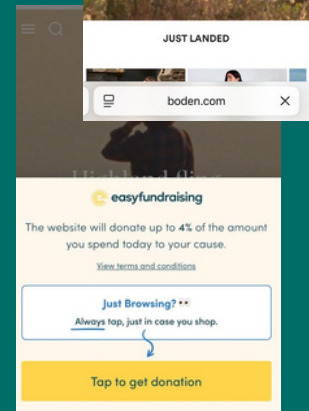 JUST LANDED
boden.com
Highland fling
easyfundraising
The website will donate up to 4% of the amount
you spend today to your cause.
View terms and conditions
Just Browsing?
Always tap, just in case you shop.
Tap to get donation